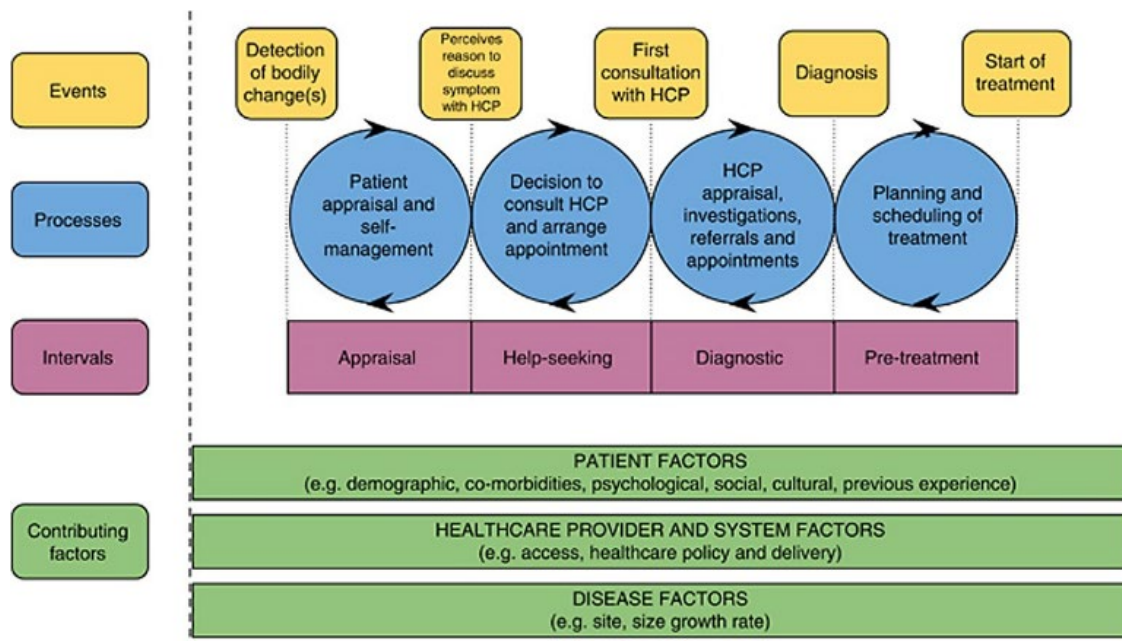 Events
Detection
of bodily
change(s)
Perceives
reason to
discuss
symptom
with HCP
First
consultation
with HCP
Diagnosis
Start of
treatment
Processes
Patient
appraisal and
self-
management
Decision to
consult HCP
and arrange
appointment
HCP
appraisal,
investigations,
referrals and
appointments
Planning and
scheduling of
treatment
Intervals
Appraisal
Help-seeking
Diagnostic
Pre-treatment
Contributing
factors
PATIENT FACTORS
(e.g. demographic, co-morbidities, psychological, social, cultural, previous experience)
HEALTHCARE PROVIDER AND SYSTEM FACTORS
(e.g. access, healthcare policy and delivery)
DISEASE FACTORS
(e.g. site, size growth rate)